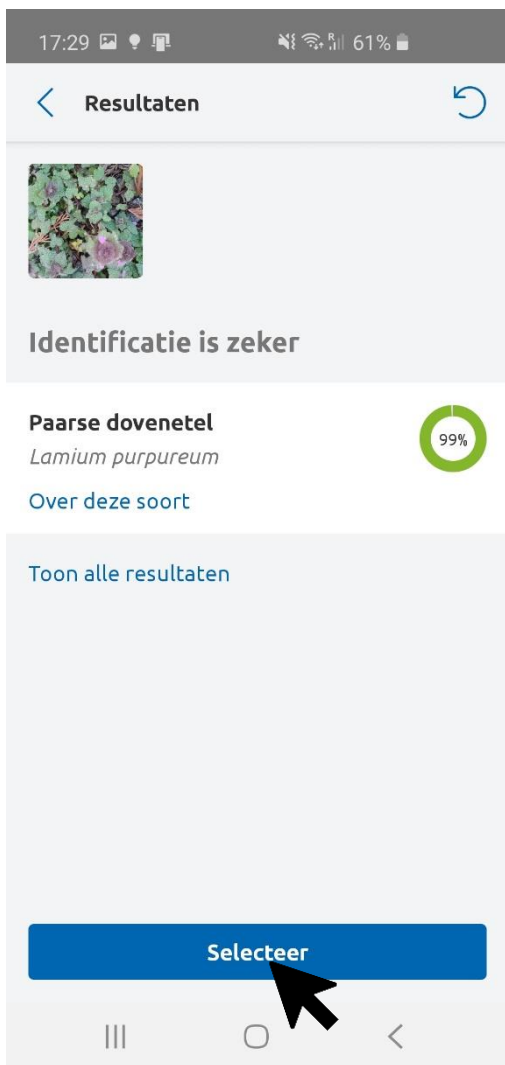 17:29 61%
Resultaten
Identificatie is zeker
Paarse dovenetel
99%
Lamium purpureum
Over deze soort
Toon alle resultaten
Selecteer